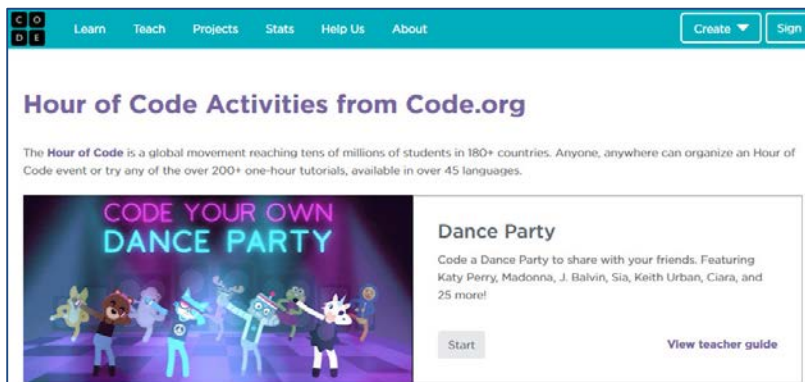 CODE
Learn Teach Projects Stats Help Us About Create Sign
Hour of Code Activities from Code.org
The Hour of Code is a global movement reaching tens of millions of students in 180+ countries. Anyone, anywhere can organize an Hour of
Code event or try any of the over 200+ one-hour tutorials, available in over 45 languages.
CODE YOUR OWN
DANCE PARTY
Dance Party
Code a Dance Party to share with your friends. Featuring
Katy Perry, Madonna, J. Balvin, Sia, Keith Urban, Ciara, and
25 more!
Start View teacher guide